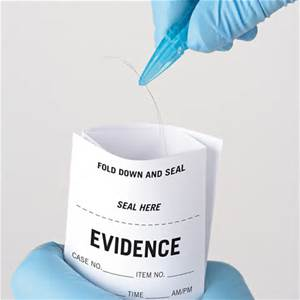 FOLD DOWN AND SEAL
SEAL HERE
EVIDENCE
CASE NO. ITEM NO.
TIME AM/PM